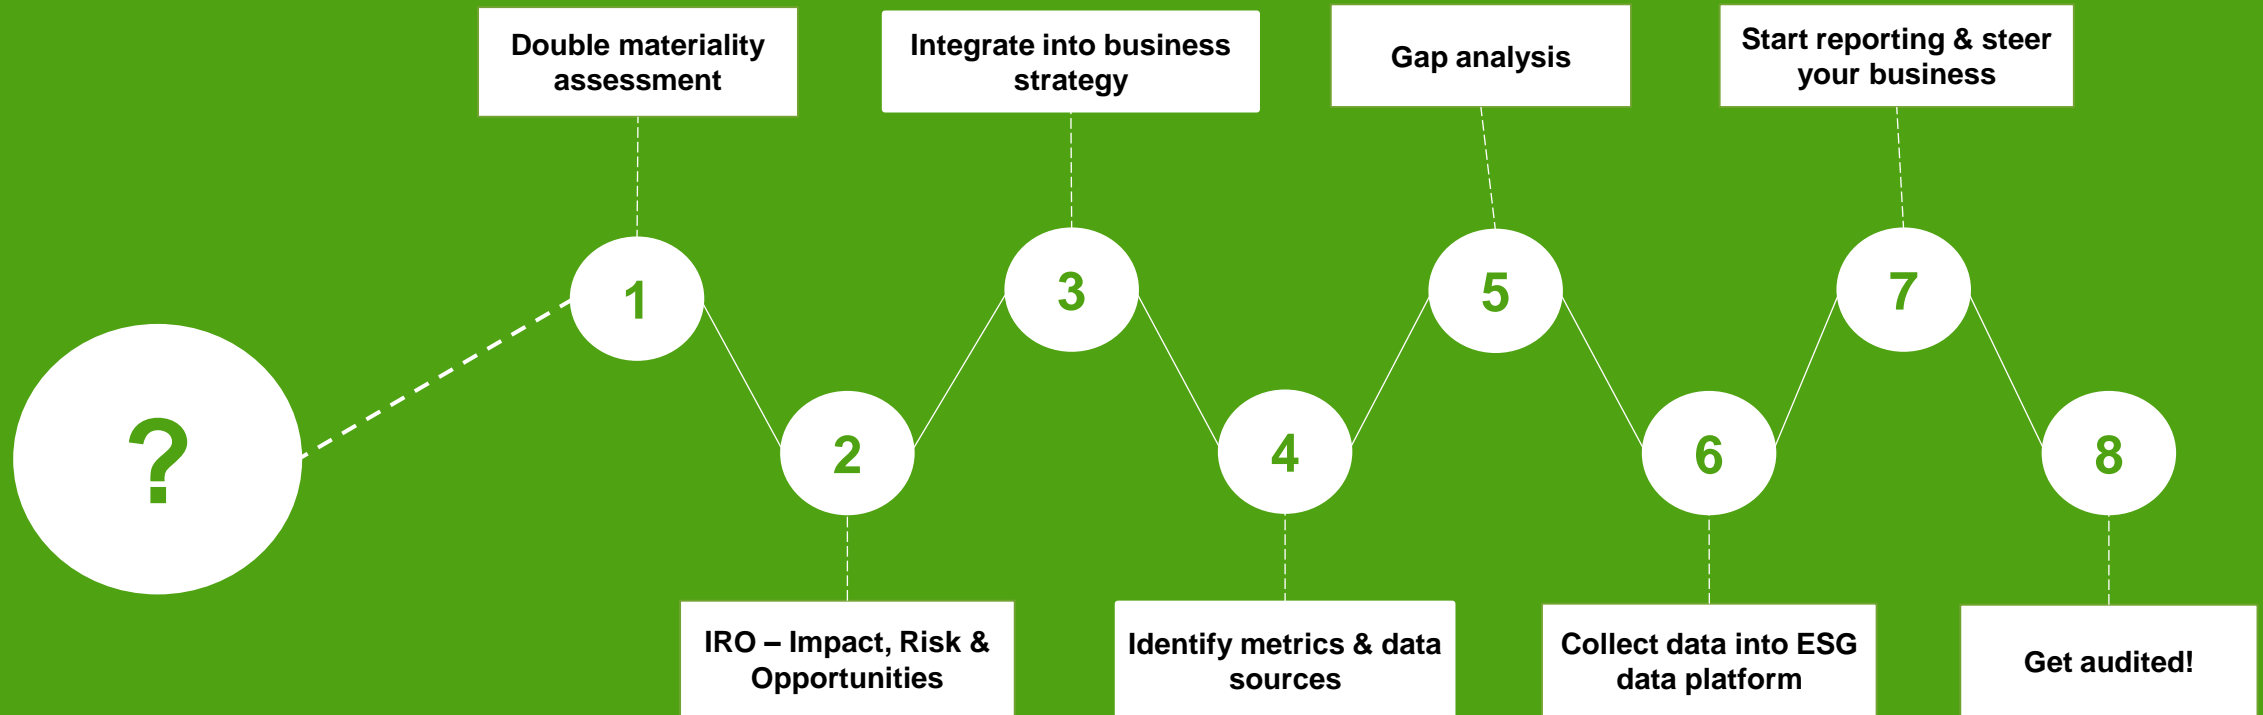 Double materiality
assessment
Integrate into business
strategy
Gap analysis
Start reporting & steer
your business
1
3
5
7
?
2
4
6
8
IRO – Impact, Risk &
Opportunities
Identify metrics & data
sources
Collect data into ESG
data platform
Get audited!